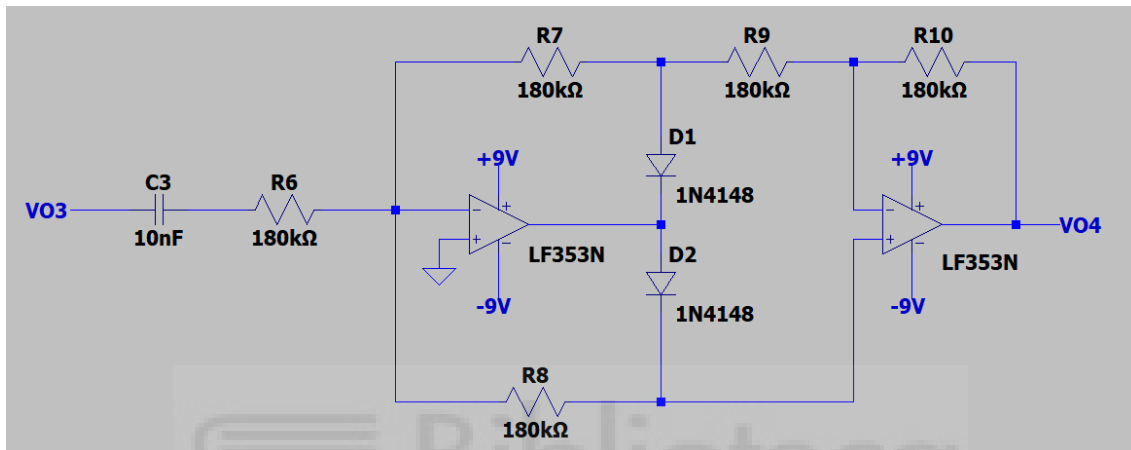 R7
R9
R10
180kΩ
180kΩ
180kΩ
D1
+9V
+9V
1N4148
C3
R6
VO3
10nF
180kΩ
LF353N
D2
VO4
LF353N
-9V
1N4148
-9V
R8
180kΩ
Biblioteca